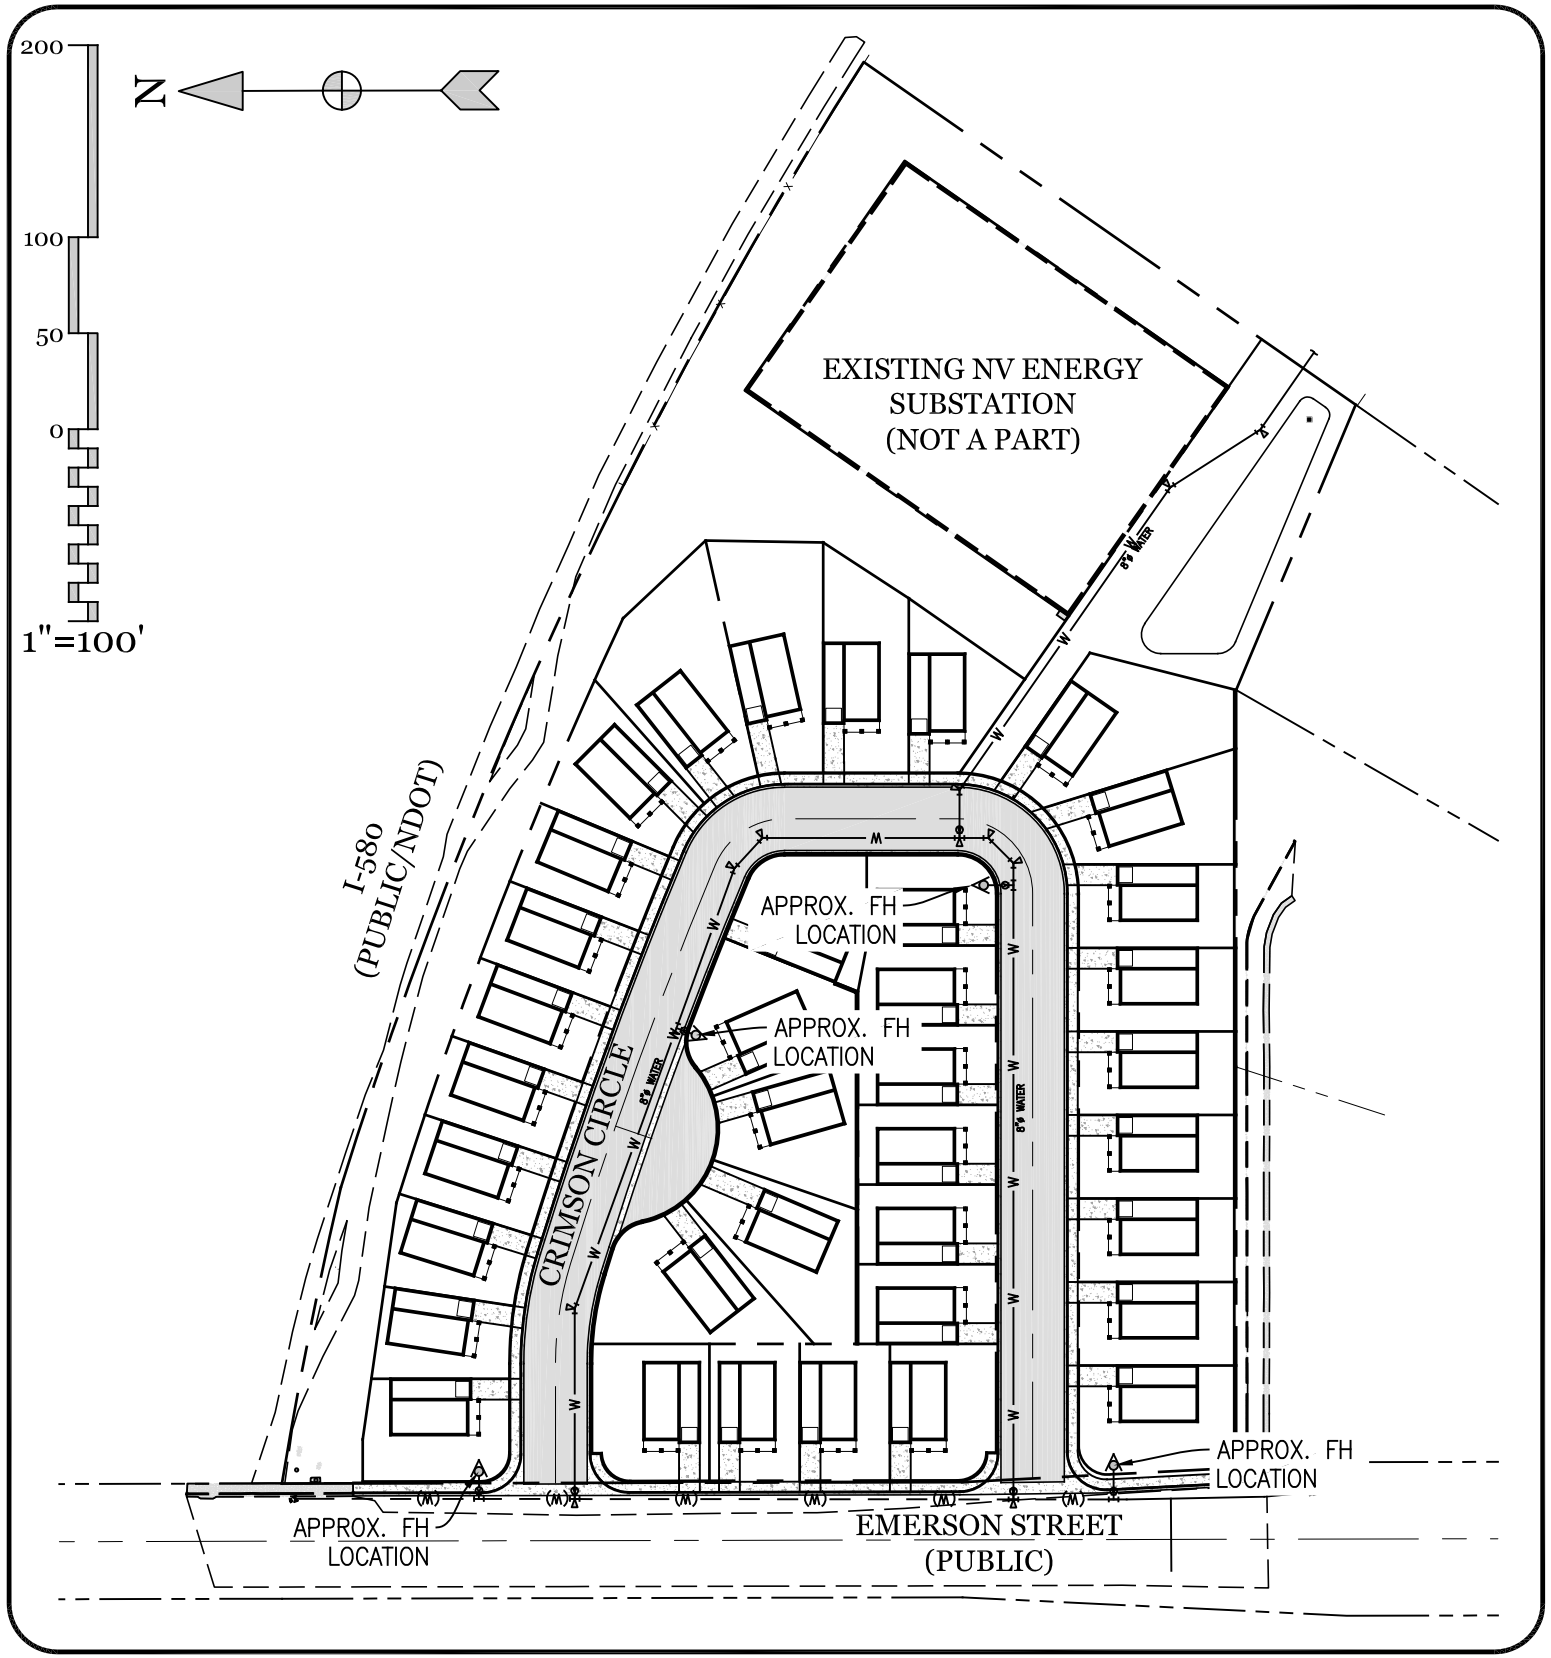 200
N
100
50
0
1"=100'
EXISTING NV ENERGY
SUBSTATION
(NOT A PART)
W
8"ø WATER
W
W
I-580
(PUBLIC/NDOT)
W
APPROX. FH
LOCATION
W
W
APPROX. FH
LOCATION
W
W
8"ø WATER
8"ø WATER
CRIMSON CIRCLE
W
W
W
W
W
W
APPROX. FH
LOCATION
(W)
(W)
(W)
(W)
(W)
(W)
APPROX. FH
LOCATION
EMERSON STREET
(PUBLIC)